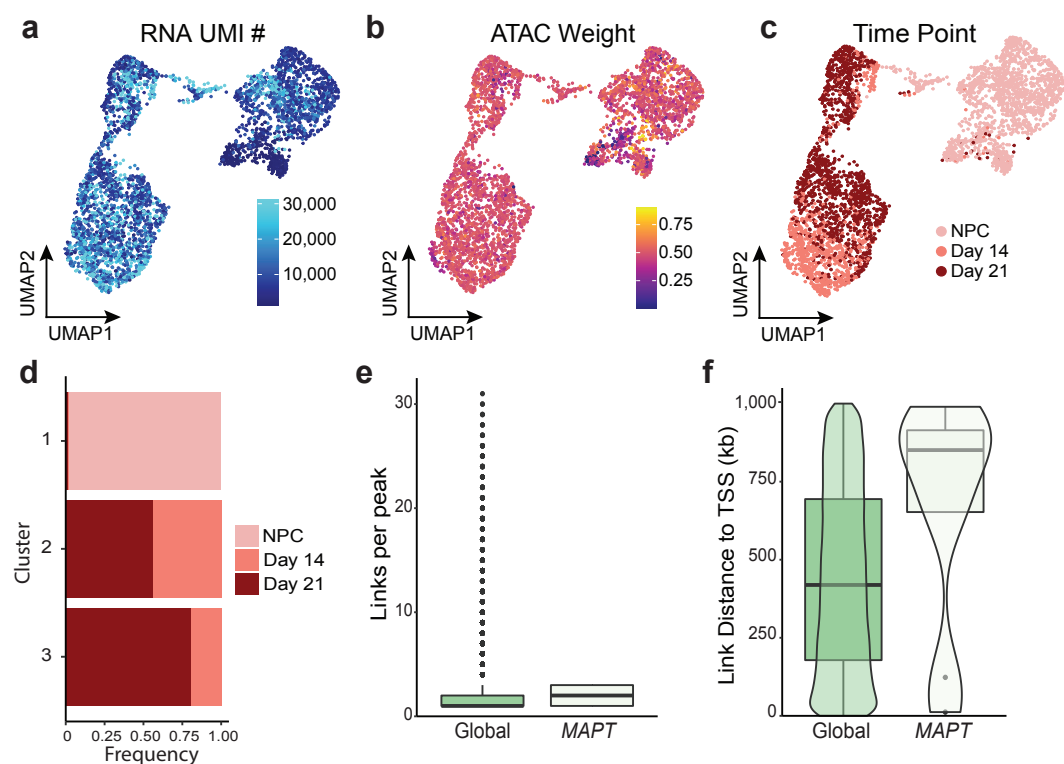 a
RNA UMI #
30,000
20,000
10,000
UMAP2
UMAP1
b
ATAC Weight
0.75
0.50
0.25
UMAP2
UMAP1
c
Time Point
NPC
Day 14
Day 21
UMAP2
UMAP1
d
Cluster
1
2
3
0 0.25 0.50 0.75 1.00
Frequency
NPC
Day 14
Day 21
e
Links per peak
30
20
10
0
Global MAPT
f
Link Distance to TSS (kb)
1,000
750
500
250
0
Global MAPT